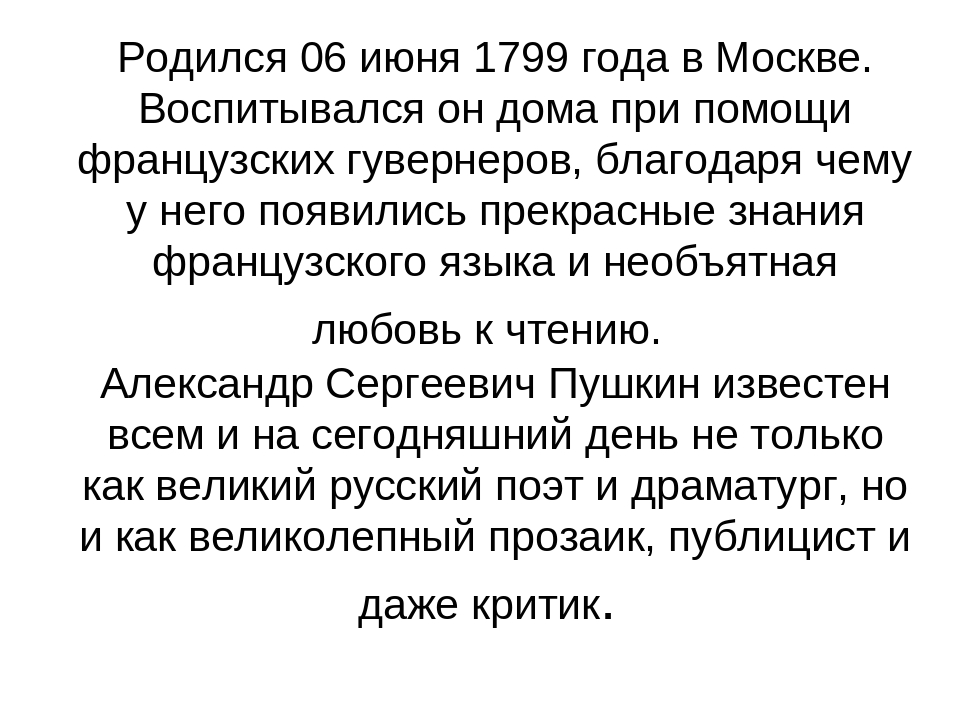 Родился 06 июня 1799 года в Москве.
Воспитывался он дома при помощи
французских гувернеров, благодаря чему
у него появились прекрасные знания
французского языка и необъятная
любовь к чтению.
Александр Сергеевич Пушкин известен
всем и на сегодняшний день не только
как великий русский поэт и драматург, но
и как великолепный прозаик, публицист и
даже критик.